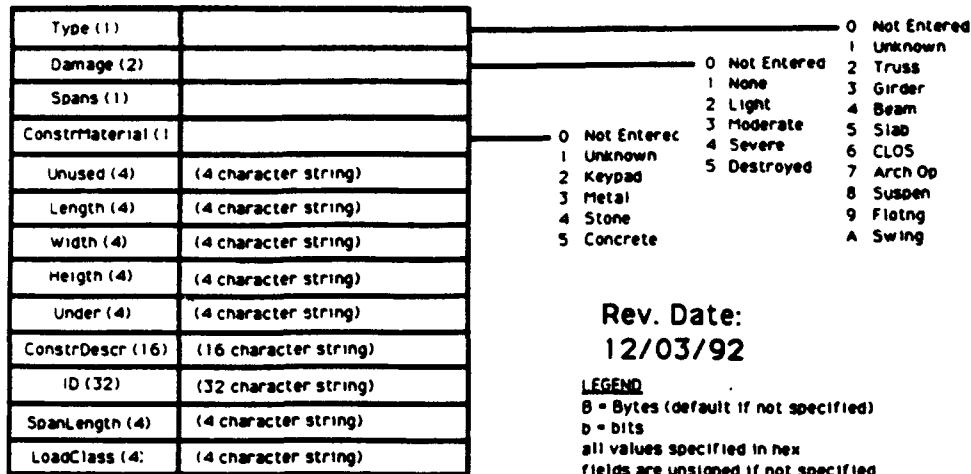 Type (1)
Damage (2)
Spans (1)
ConstrMaterial (1
Unused (4) (4 character string)
Length (4) (4 character string)
Width (4) (4 character string)
Heigth (4) (4 character string)
Under (4) (4 character string)
ConstrDescr (16) (16 character string)
ID (32) (32 character string)
SpanLength (4) (4 character string)
LoadClass (4: (4 character string)
0 Not Enterec
1 Unknown
2 Keypad
3 Metal
4 Stone
5 Concrete
0 Not Entered
1 None
2 Light
3 Moderate
4 Severe
5 Destroyed
0 Not Entered
1 Unknown
2 Truss
3 Girder
4 Beam
5 Slab
6 CLOS
7 Arch Op
8 Suspen
9 Flotng
A Swing
Rev. Date:
12/03/92
LEGEND
B = Bytes (default if not specified)
b = bits
all values specified in hex
fields are unsigned if not specified